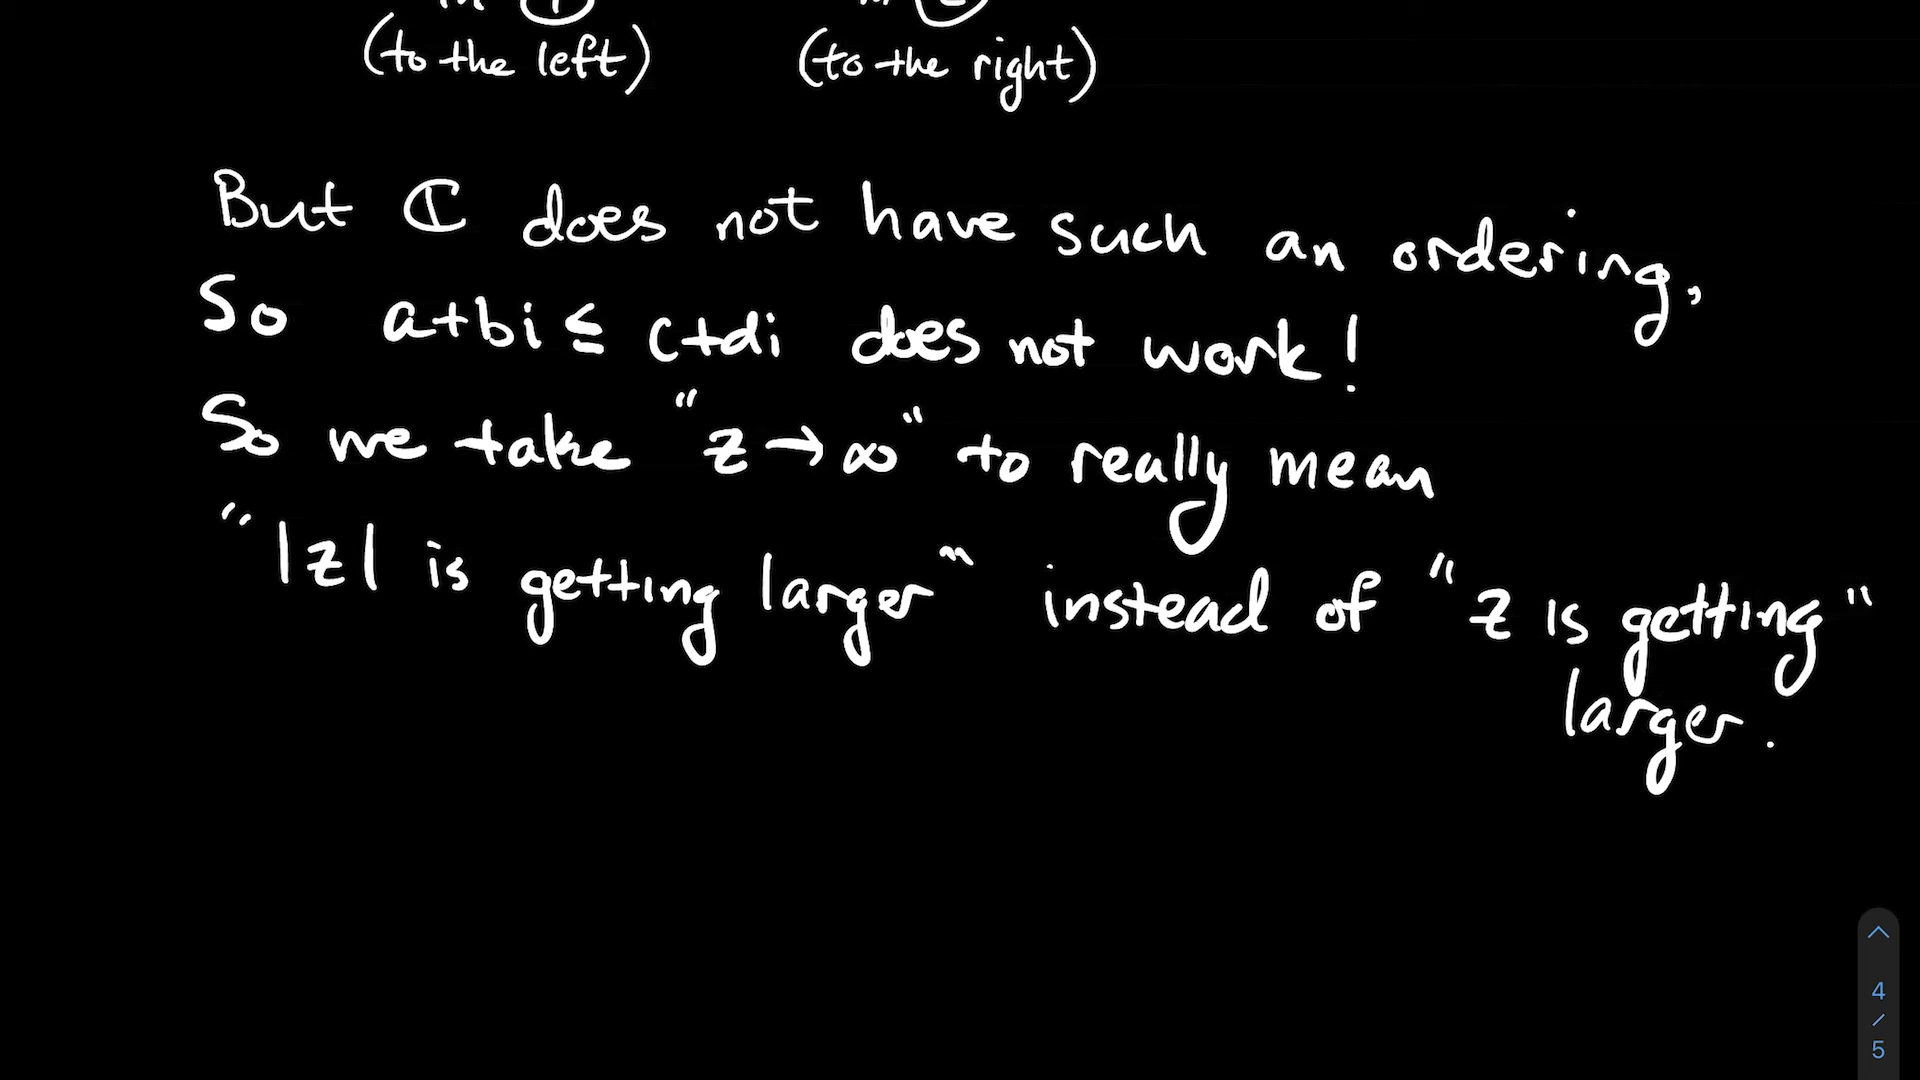 (to the left) (to the right)
But ℂ does not have such an ordering,
So a+bi ≤ c+di does not work!
So we take "z → ∞" to really mean
"|z| is getting larger" instead of "z is getting"
larger.
4
/
5